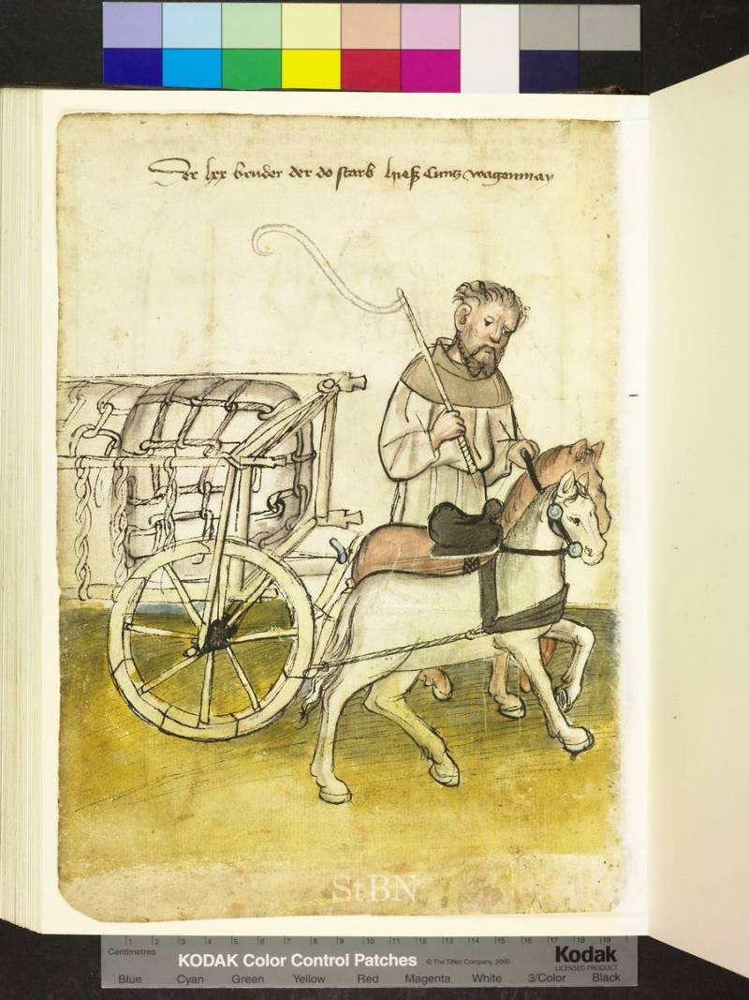 Der lxx bruder der do starb hieß Cuntz wagenman
StBN
1 2 3 4 5 6 7 8 9 10 11 12 13 14 15 16 17 18 19
Centimetres
KODAK Color Control Patches © The Tiffen Company, 2000 Kodak
LICENSED PRODUCT
Blue Cyan Green Yellow Red Magenta White 3/Color Black